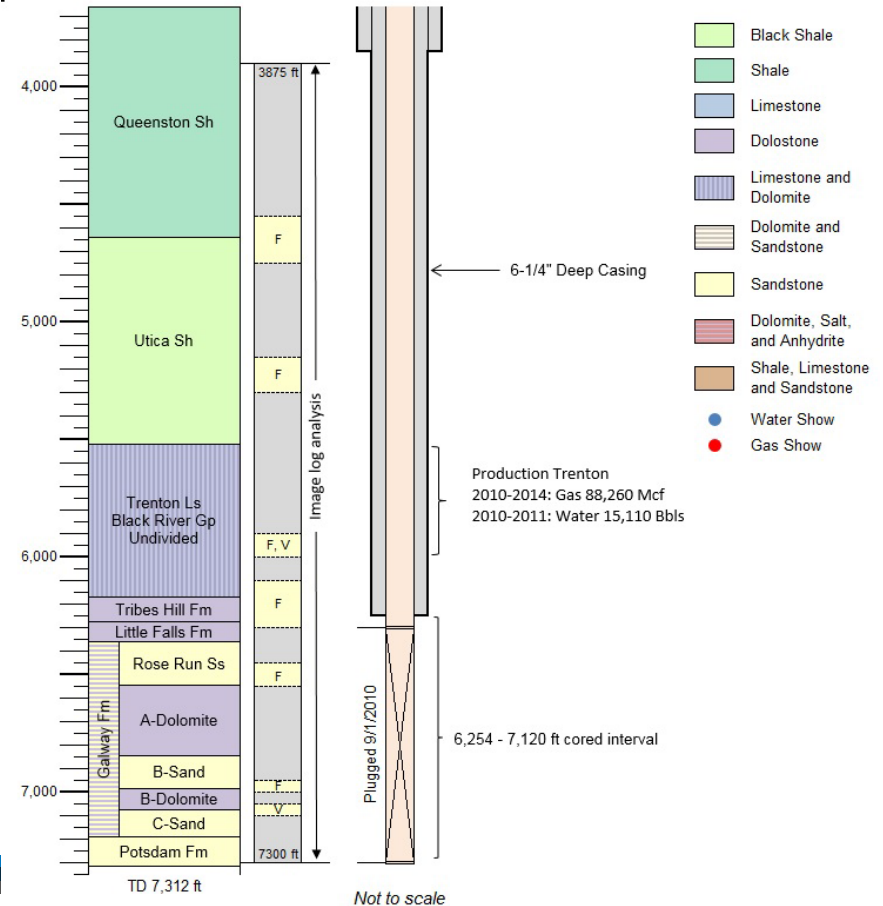 4,000
5,000
6,000
7,000
Queenston Sh
Utica Sh
Trenton Ls
Black River Gp
Undivided
Tribes Hill Fm
Little Falls Fm
Galway Fm
Rose Run Ss
A-Dolomite
B-Sand
B-Dolomite
C-Sand
Potsdam Fm
TD 7,312 ft
3875 ft
F
F
F, V
F
F
F
V
7300 ft
Image log analysis
Plugged 9/1/2010
6-1/4" Deep Casing
Production Trenton
2010-2014: Gas 88,260 Mcf
2010-2011: Water 15,110 Bbls
6,254 - 7,120 ft cored interval
Not to scale
Black Shale
Shale
Limestone
Dolostone
Limestone and
Dolomite
Dolomite and
Sandstone
Sandstone
Dolomite, Salt,
and Anhydrite
Shale, Limestone
and Sandstone
Water Show
Gas Show